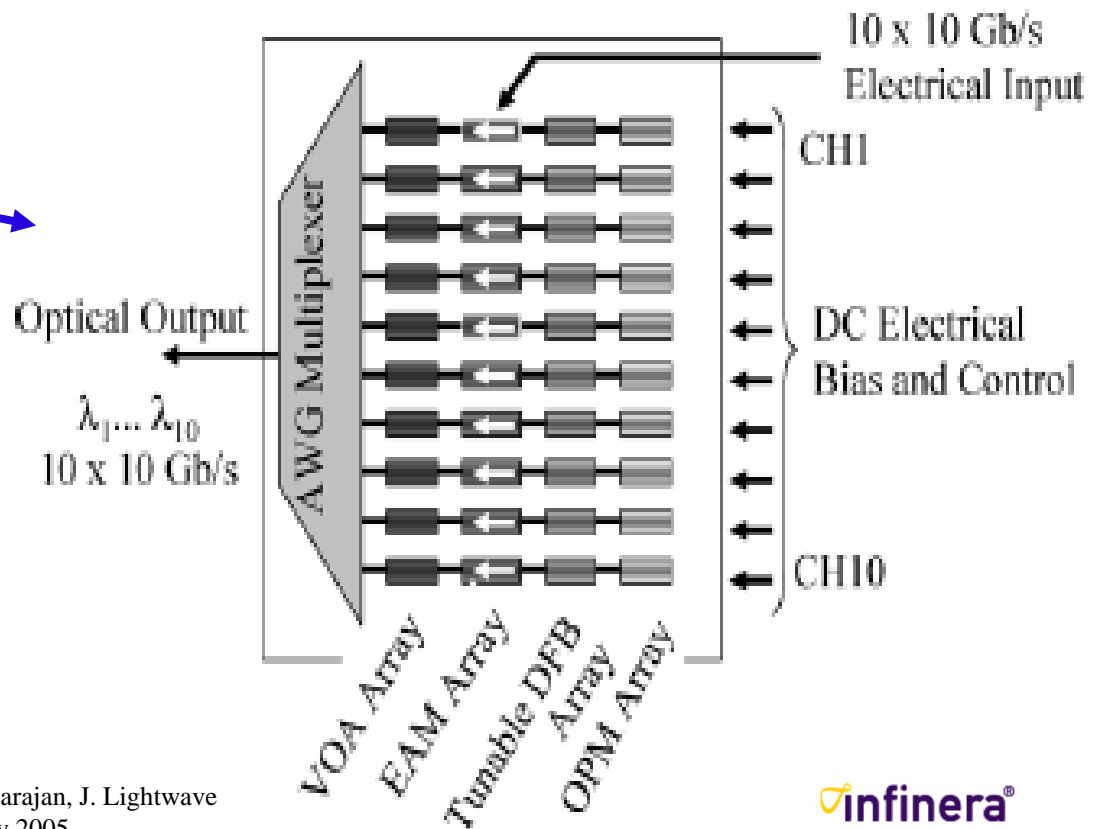 10 x 10 Gb/s
Electrical Input
CH1
AWG Multiplexer
Optical Output
λ1... λ10
10 x 10 Gb/s
DC Electrical
Bias and Control
CH10
VOA Array
EAM Array
Tunable DFB
Array
OPM Array
arajan, J. Lightwave
2005
infinera®